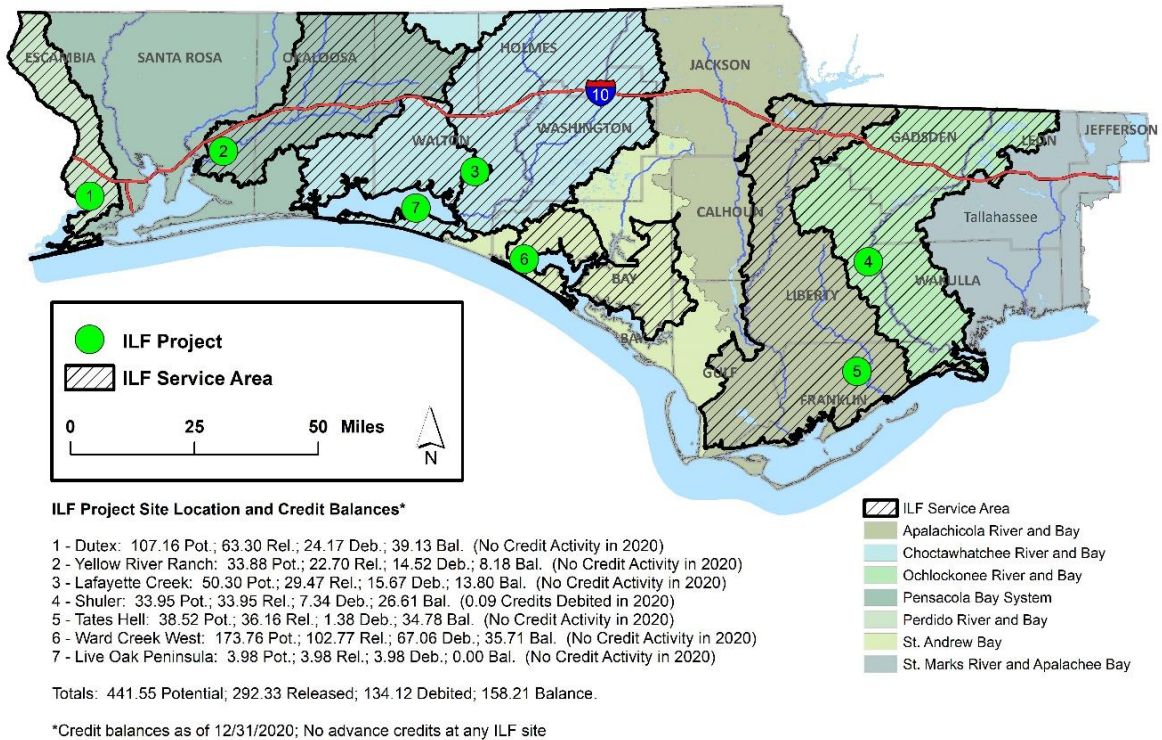 ESCAMBIA
SANTA ROSA
OKALOOSA
HOLMES
JACKSON
10
WALTON
WASHINGTON
GADSDEN
LEON
JEFFERSON
2
3
1
7
CALHOUN
Tallahassee
6
BAY
4
WAKULLA
LIBERTY
BA
GULF
5
FRANKLIN
ILF Project
ILF Service Area
0 25 50 Miles
N
ILF Project Site Location and Credit Balances*
1 - Dutex: 107.16 Pot.; 63.30 Rel.; 24.17 Deb.; 39.13 Bal. (No Credit Activity in 2020)
2 - Yellow River Ranch: 33.88 Pot.; 22.70 Rel.; 14.52 Deb.; 8.18 Bal. (No Credit Activity in 2020)
3 - Lafayette Creek: 50.30 Pot.; 29.47 Rel.; 15.67 Deb.; 13.80 Bal. (No Credit Activity in 2020)
4 - Shuler: 33.95 Pot.; 33.95 Rel.; 7.34 Deb.; 26.61 Bal. (0.09 Credits Debited in 2020)
5 - Tates Hell: 38.52 Pot.; 36.16 Rel.; 1.38 Deb.; 34.78 Bal. (No Credit Activity in 2020)
6 - Ward Creek West: 173.76 Pot.; 102.77 Rel.; 67.06 Deb.; 35.71 Bal. (No Credit Activity in 2020)
7 - Live Oak Peninsula: 3.98 Pot.; 3.98 Rel.; 3.98 Deb.; 0.00 Bal. (No Credit Activity in 2020)
Totals: 441.55 Potential; 292.33 Released; 134.12 Debited; 158.21 Balance.
*Credit balances as of 12/31/2020; No advance credits at any ILF site
ILF Service Area
Apalachicola River and Bay
Choctawhatchee River and Bay
Ochlockonee River and Bay
Pensacola Bay System
Perdido River and Bay
St. Andrew Bay
St. Marks River and Apalachee Bay